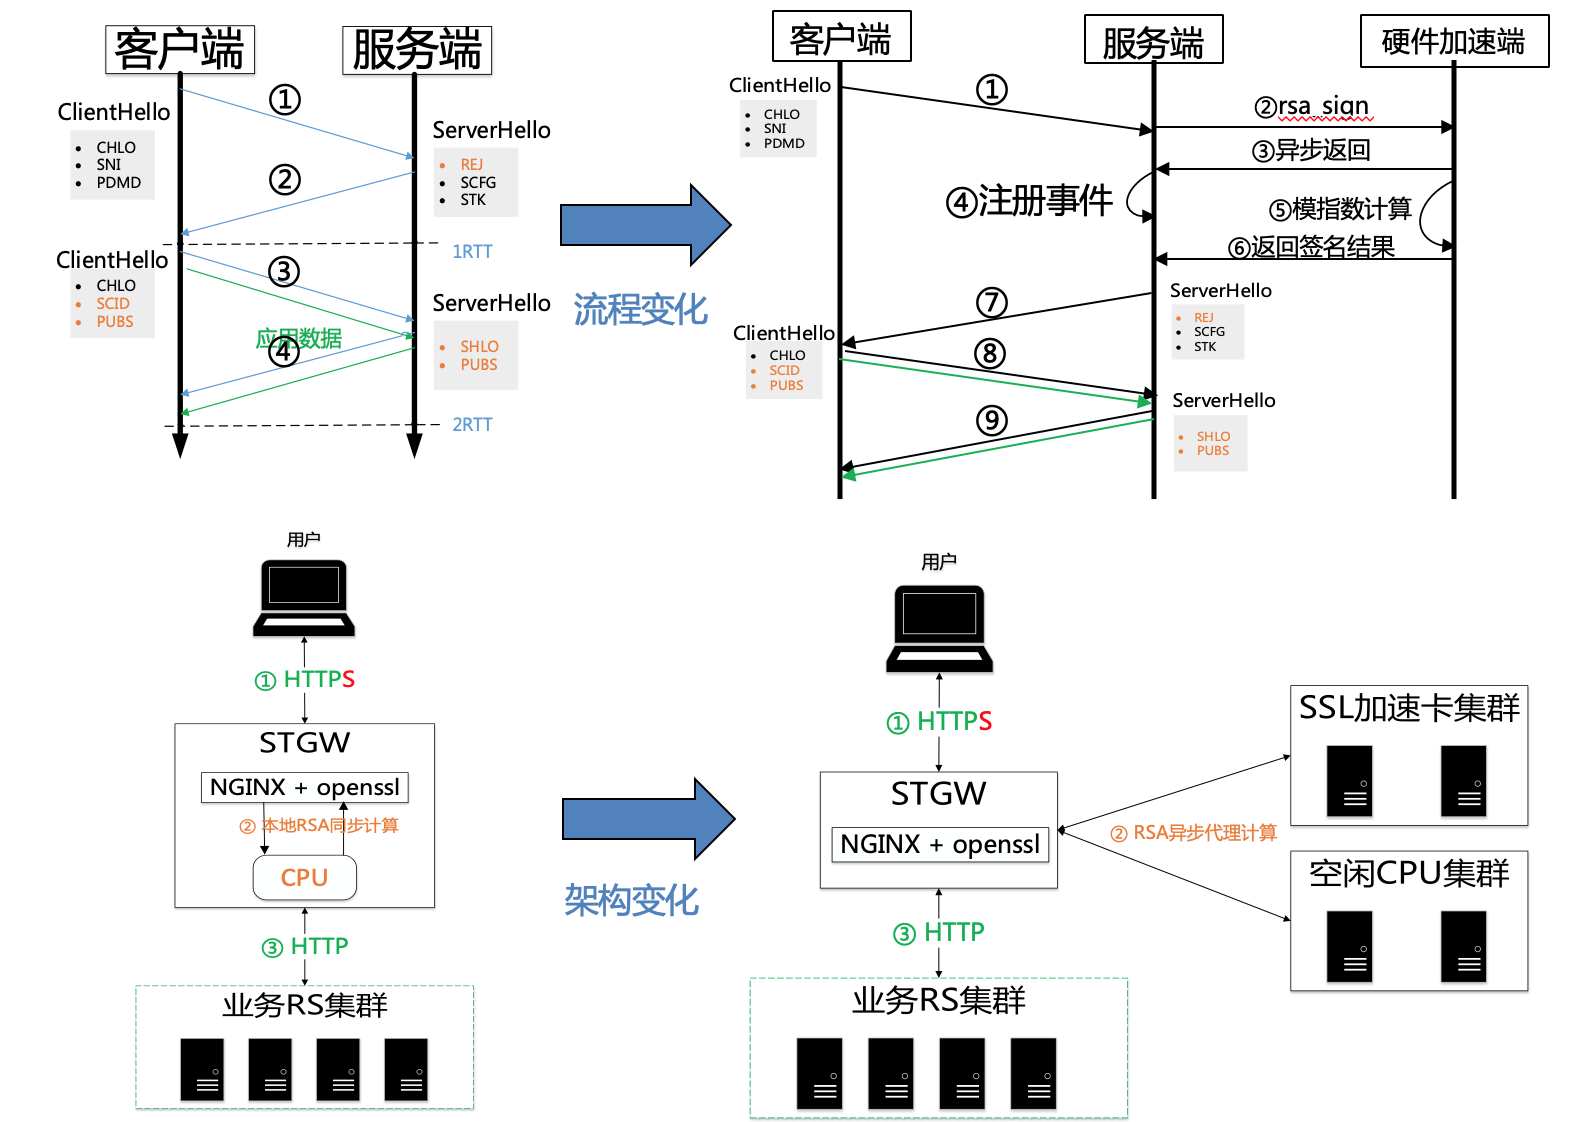 客户端
服务端
ClientHello
CHLO
SNI
PDMD
①
ServerHello
REJ
SCFG
STK
②
1RTT
ClientHello
CHLO
SCID
PUBS
③
应用数据
④
ServerHello
SHLO
PUBS
2RTT
流程变化
客户端
服务端
硬件加速端
ClientHello
CHLO
SNI
PDMD
①
②rsa_sign
③异步返回
④注册事件
⑤模指数计算
⑥返回签名结果
⑦
ServerHello
REJ
SCFG
STK
ClientHello
CHLO
SCID
PUBS
⑧
ServerHello
SHLO
PUBS
⑨
用户
① HTTPS
STGW
NGINX + openssl
② 本地RSA同步计算
CPU
③ HTTP
业务RS集群
架构变化
用户
① HTTPS
STGW
NGINX + openssl
② RSA异步代理计算
SSL加速卡集群
空闲CPU集群
③ HTTP
业务RS集群